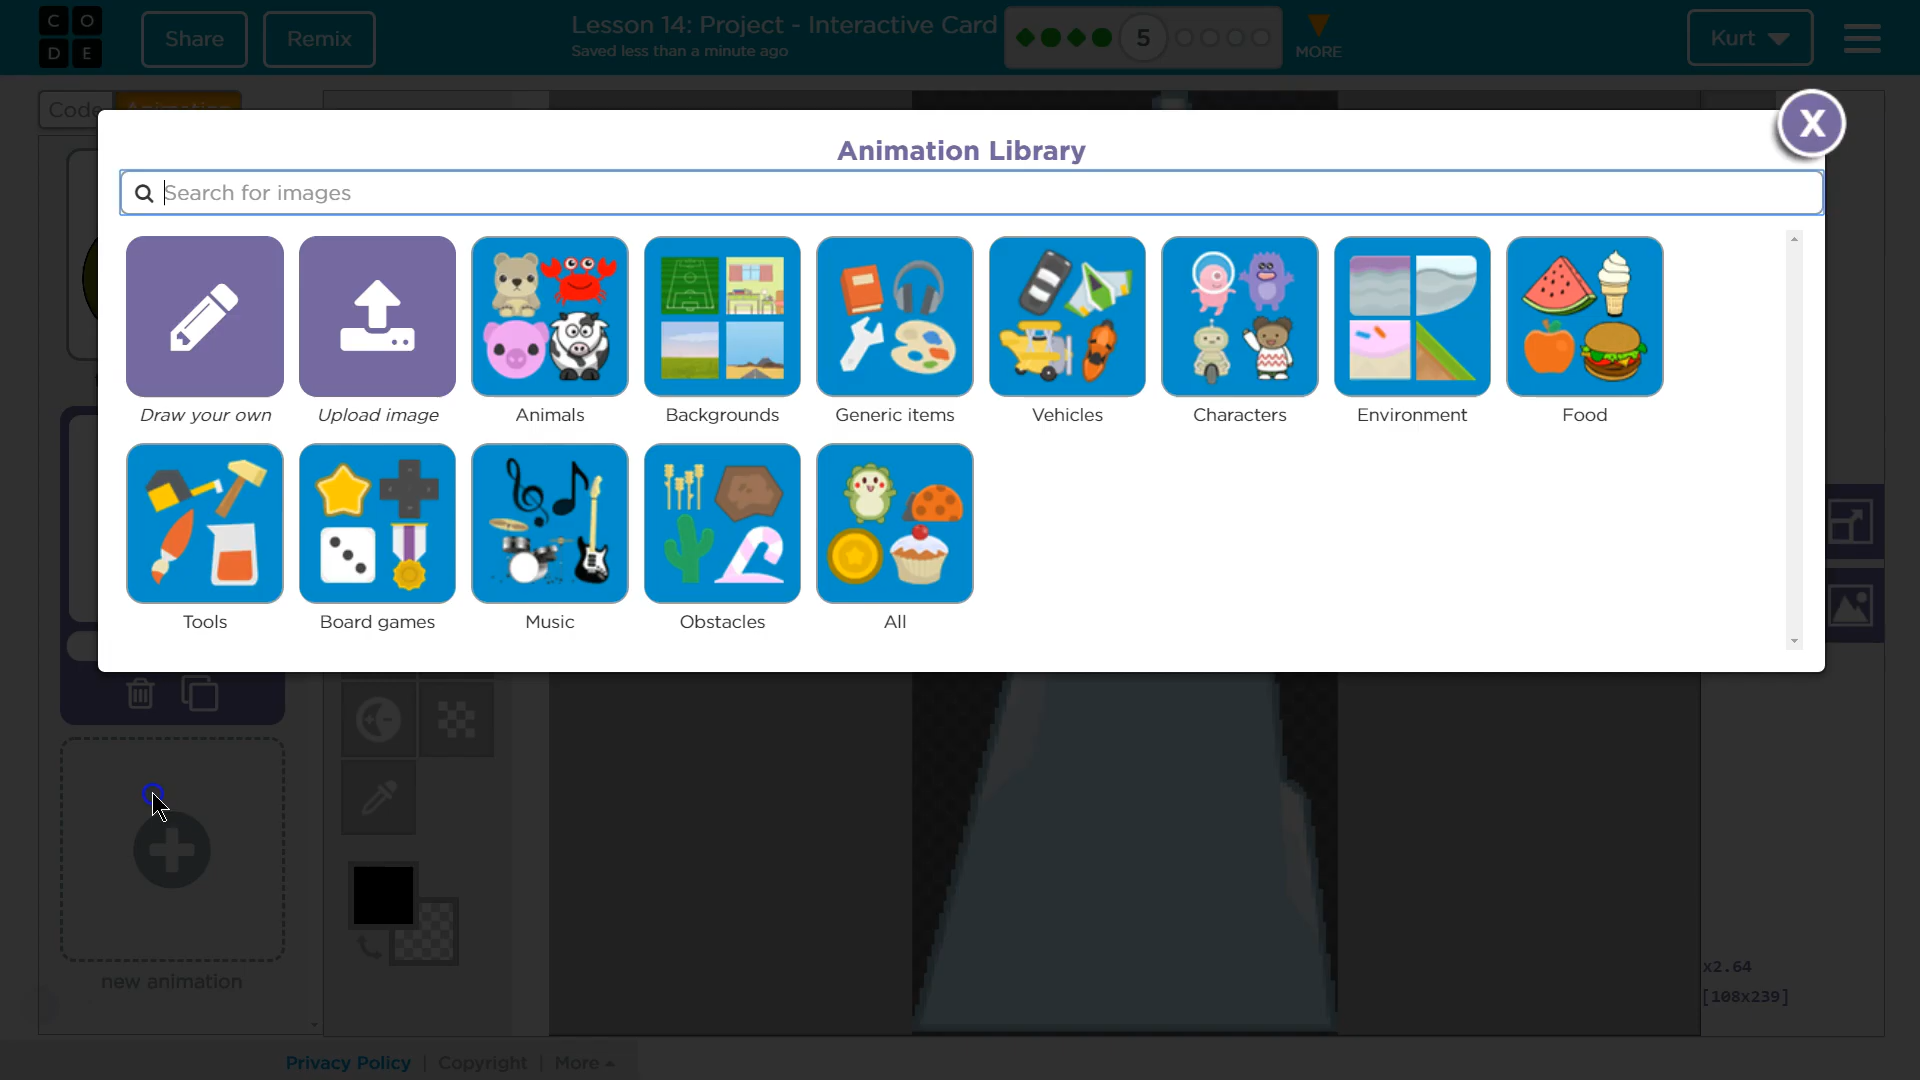 C O
D E
Share
Remix
Lesson 14: Project - Interactive Card
Saved less than a minute ago
5
MORE
Kurt
Code
Animation
Animation Library
X
Search for images
Draw your own
Upload image
Animals
Backgrounds
Generic items
Vehicles
Characters
Environment
Food
Tools
Board games
Music
Obstacles
All
new animation
x2.64
[108x239]
Privacy Policy | Copyright | More